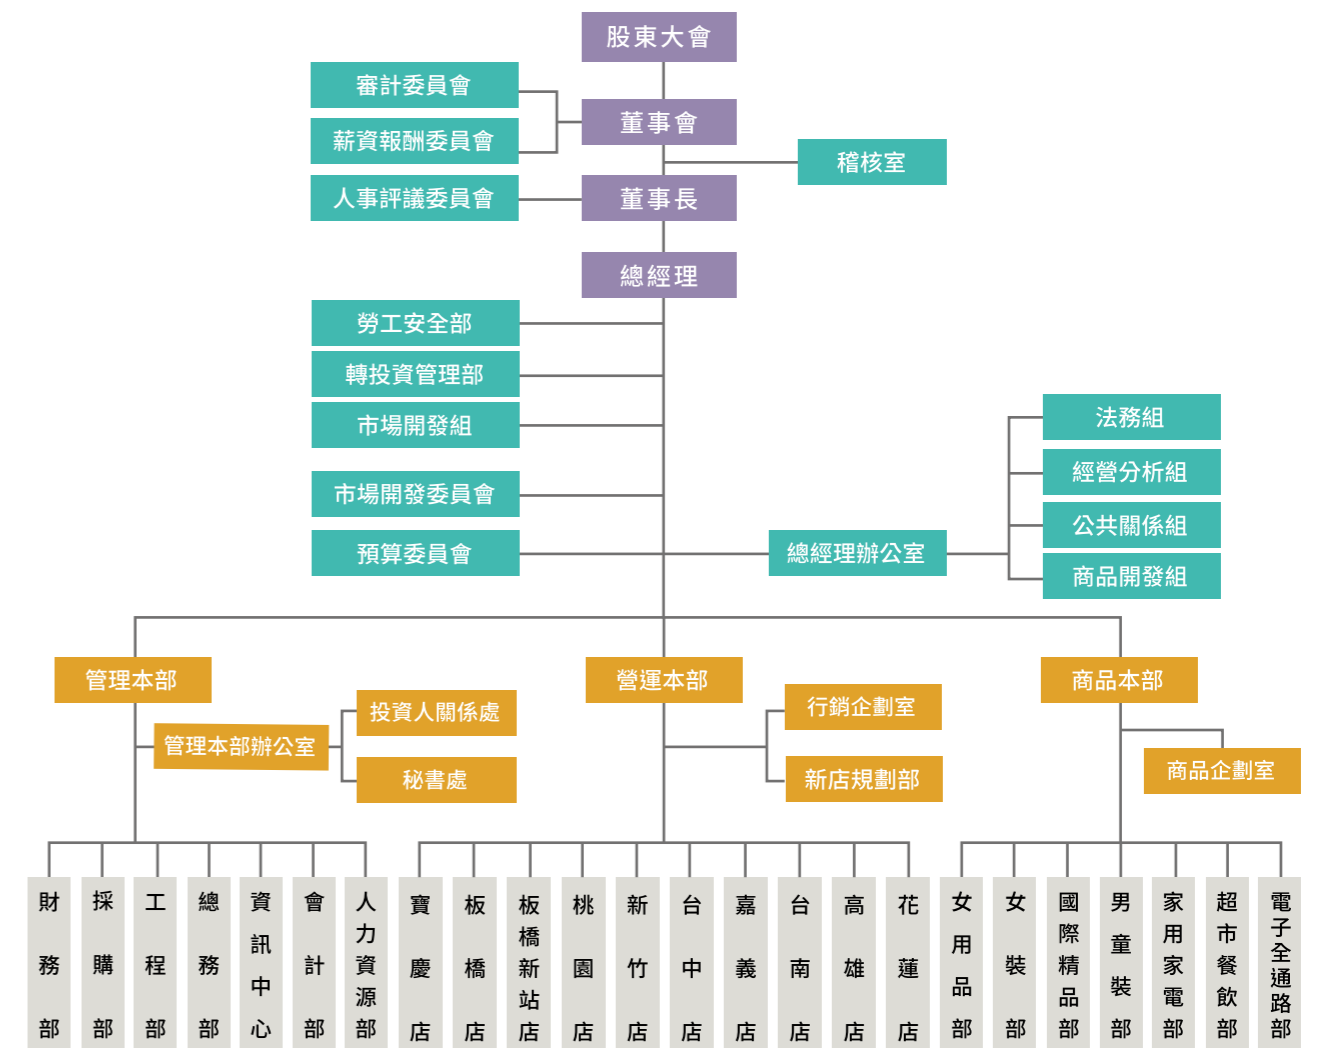 股東大會
審計委員會
董事會
薪資報酬委員會
稽核室
人事評議委員會
董事長
總經理
勞工安全部
轉投資管理部
市場開發組
法務組
經營分析組
市場開發委員會
公共關係組
預算委員會
總經理辦公室
商品開發組
管理本部
營運本部
商品本部
投資人關係處
行銷企劃室
管理本部辦公室
商品企劃室
秘書處
新店規劃部
財務部
採購部
工程部
總務部
資訊中心
會計部
人力資源部
寶慶店
板橋店
板橋新站店
桃園店
新竹店
台中店
嘉義店
台南店
高雄店
花蓮店
女用品部
女裝部
國際精品部
男童裝部
家用家電部
超市餐飲部
電子全通路部